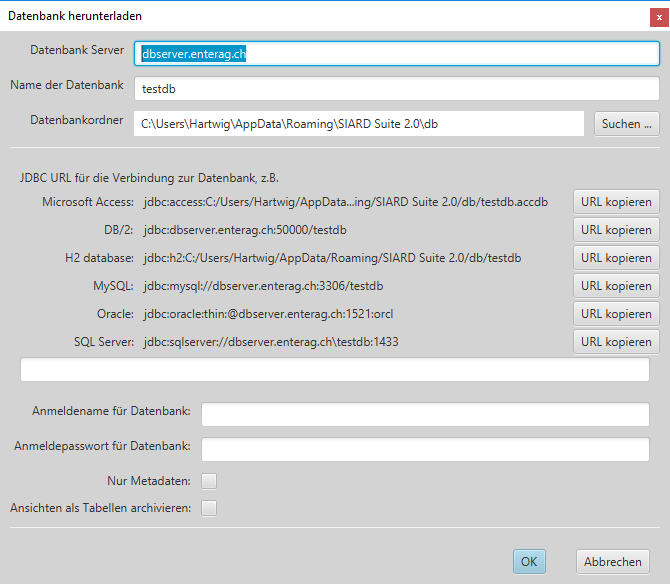 Datenbank herunterladen
Datenbank Server dbserver.enterag.ch
Name der Datenbank testdb
Datenbankordner C:\Users\Hartwig\AppData\Roaming\SIARD Suite 2.0\db Suchen ...
JDBC URL für die Verbindung zur Datenbank, z.B.
Microsoft Access: jdbc:access:C:/Users/Hartwig/AppData...ing/SIARD Suite 2.0/db/testdb.accdb URL kopieren
DB/2: jdbc:dbserver.enterag.ch:50000/testdb URL kopieren
H2 database: jdbc:h2:C:/Users/Hartwig/AppData/Roaming/SIARD Suite 2.0/db/testdb URL kopieren
MySQL: jdbc:mysql://dbserver.enterag.ch:3306/testdb URL kopieren
Oracle: jdbc:oracle:thin:@dbserver.enterag.ch:1521:orcl URL kopieren
SQL Server: jdbc:sqlserver://dbserver.enterag.ch\testdb:1433 URL kopieren
Anmeldename für Datenbank:
Anmeldepasswort für Datenbank:
Nur Metadaten:
Ansichten als Tabellen archivieren:
OK Abbrechen